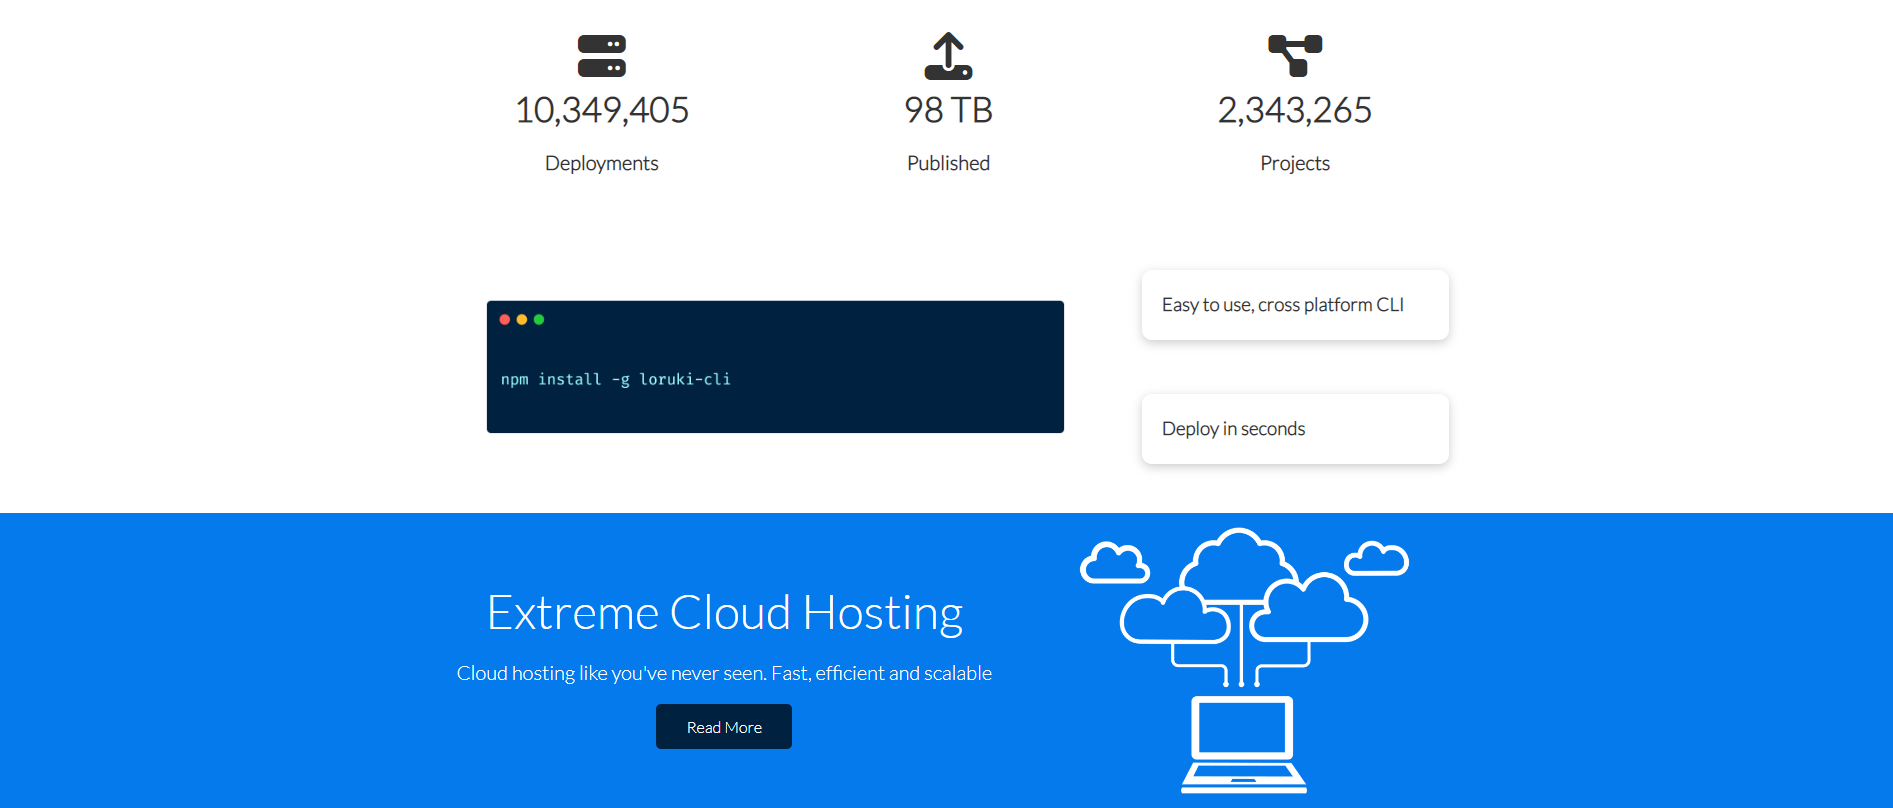 10,349,405
98 TB
2,343,265
Deployments
Published
Projects
Easy to use, cross platform CLI
npm install -g loruki-cli
Deploy in seconds
Extreme Cloud Hosting
Cloud hosting like you've never seen. Fast, efficient and scalable
Read More